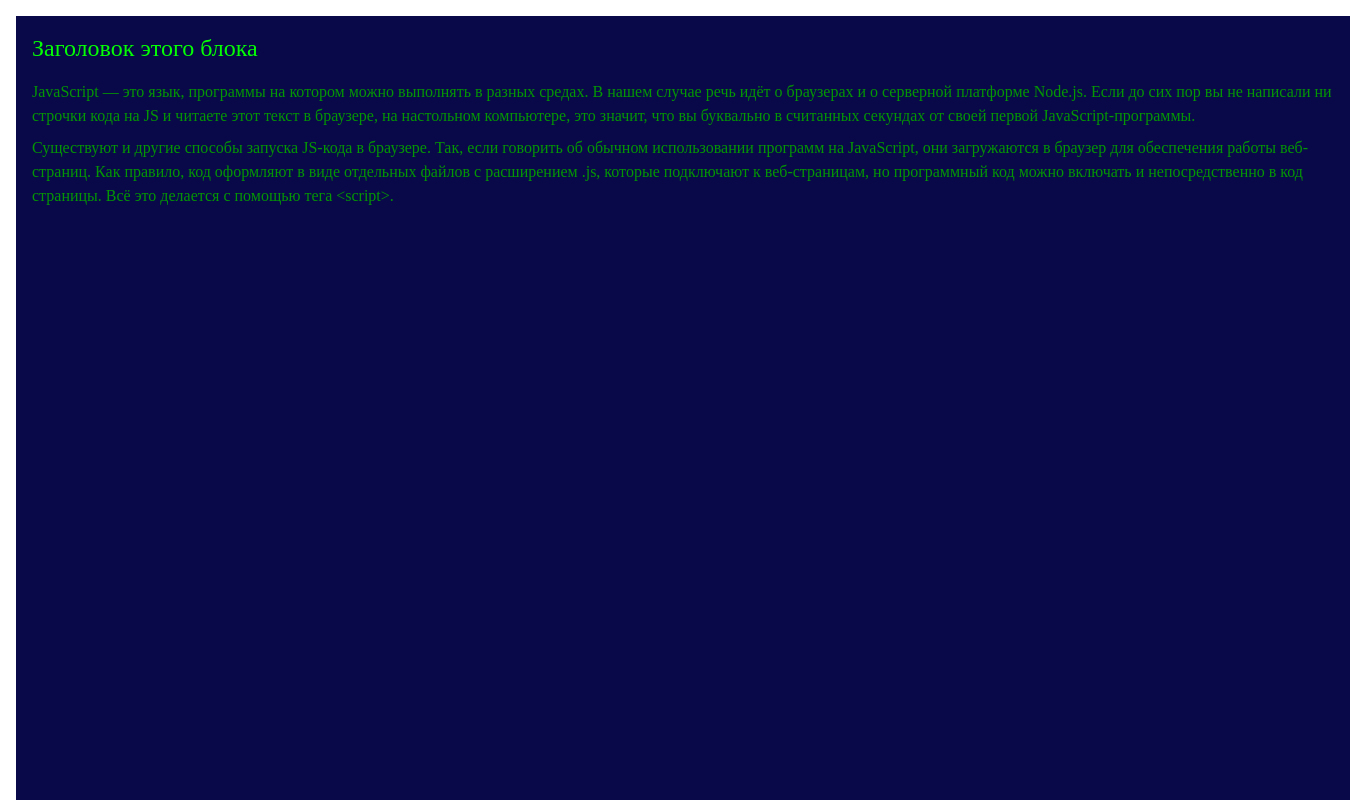 Заголовок этого блока
JavaScript — это язык, программы на котором можно выполнять в разных средах. В нашем случае речь идёт о браузерах и о серверной платформе Node.js. Если до сих пор вы не написали ни
строчки кода на JS и читаете этот текст в браузере, на настольном компьютере, это значит, что вы буквально в считанных секундах от своей первой JavaScript-программы.
Существуют и другие способы запуска JS-кода в браузере. Так, если говорить об обычном использовании программ на JavaScript, они загружаются в браузер для обеспечения работы веб-
страниц. Как правило, код оформляют в виде отдельных файлов с расширением .js, которые подключают к веб-страницам, но программный код можно включать и непосредственно в код
страницы. Всё это делается с помощью тега <script>.